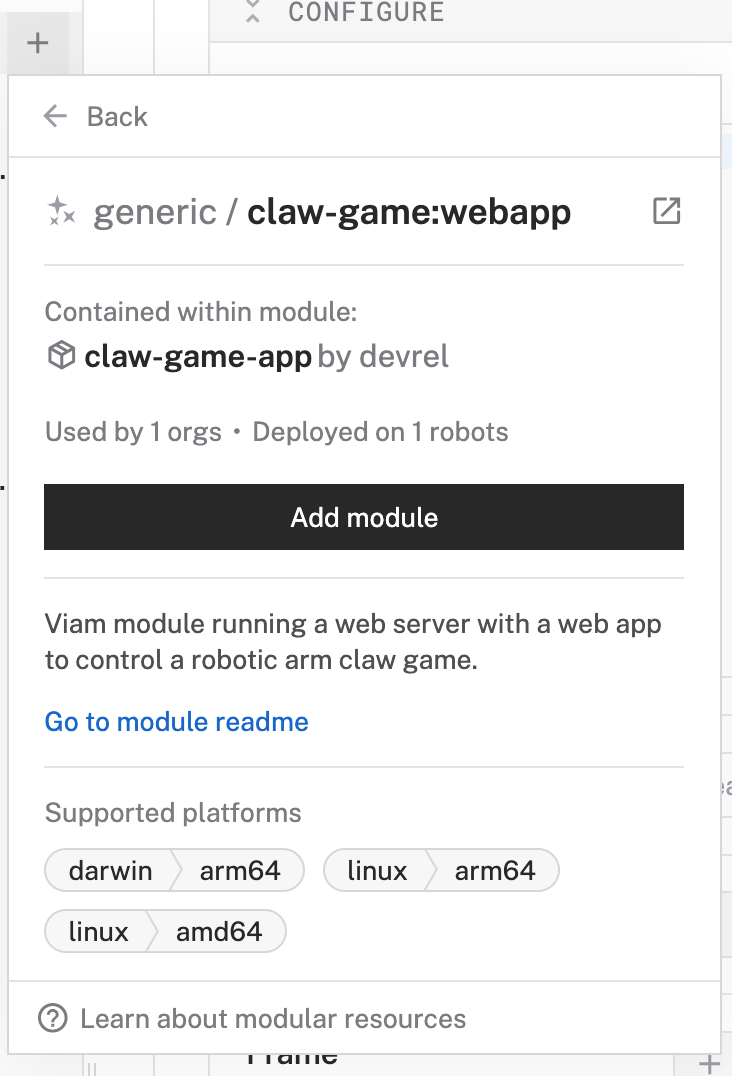 CONFIGURE
Back
generic / claw-game:webapp
Contained within module:
claw-game-app by devrel
Used by 1 orgs • Deployed on 1 robots
Add module
Viam module running a web server with a web app
to control a robotic arm claw game.
Go to module readme
Supported platforms
darwin arm64 linux arm64
linux amd64
Learn about modular resources
Frame